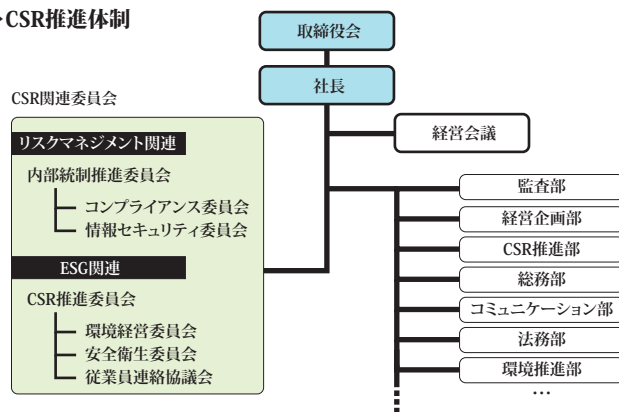 CSR推進体制
取締役会
社長
経営会議
CSR関連委員会
リスクマネジメント関連
内部統制推進委員会
コンプライアンス委員会
情報セキュリティ委員会
ESG関連
CSR推進委員会
環境経営委員会
安全衛生委員会
従業員連絡協議会
監査部
経営企画部
CSR推進部
総務部
コミュニケーション部
法務部
環境推進部
…